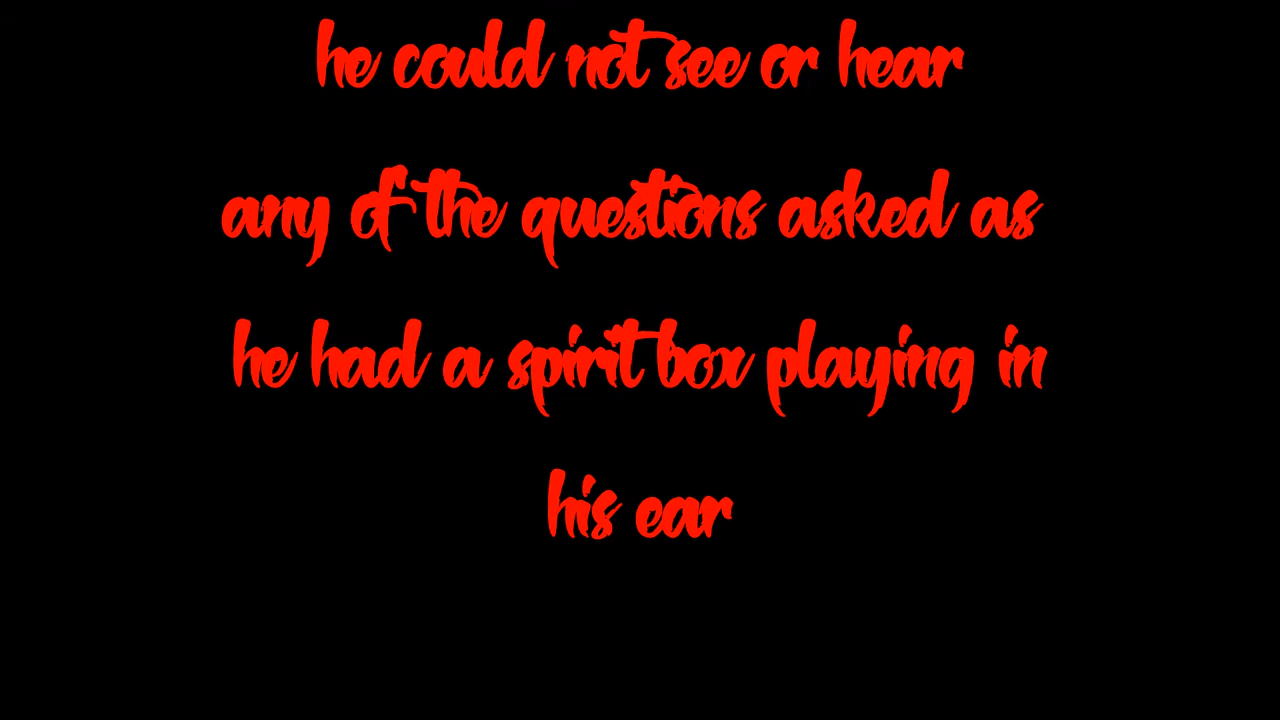 he could not see or hear
any of the questions asked as
he had a spirit box playing in
his ear